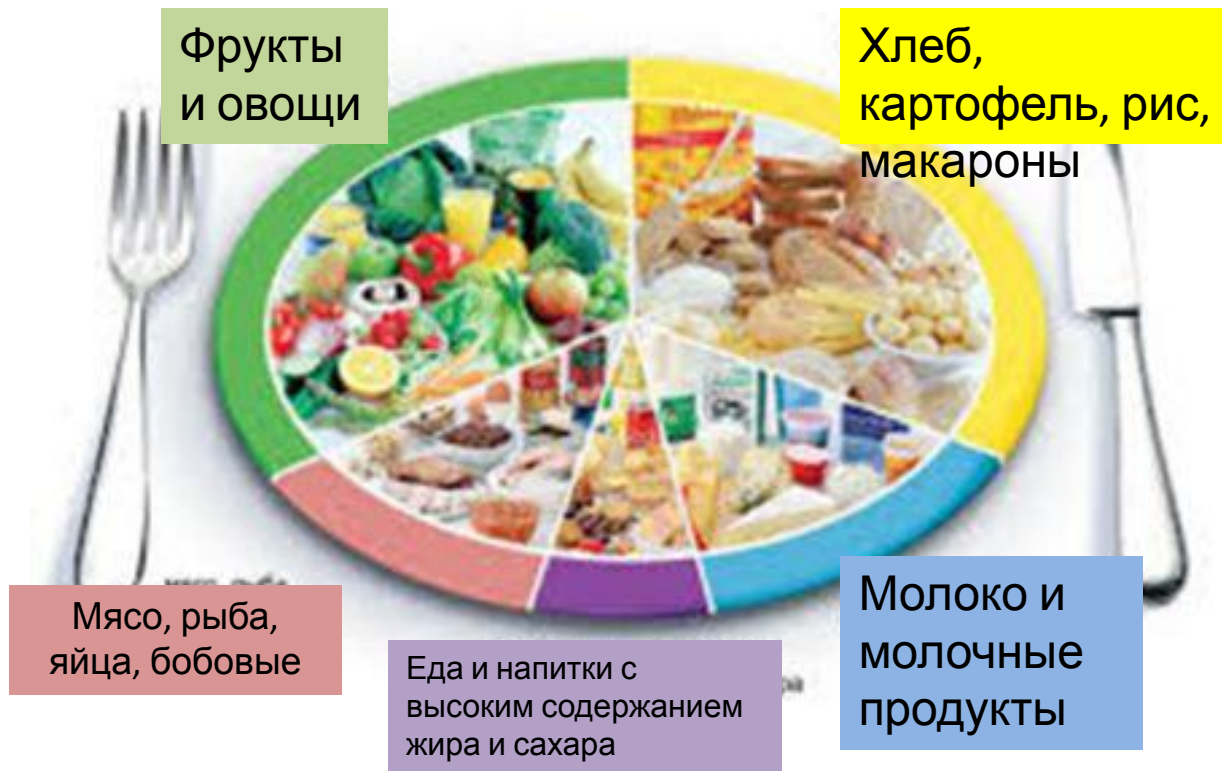 Фрукты
и овощи
Хлеб,
картофель, рис,
макароны
Мясо, рыба,
яйца, бобовые
Еда и напитки с
высоким содержанием
жира и сахара
Молоко и
молочные
продукты